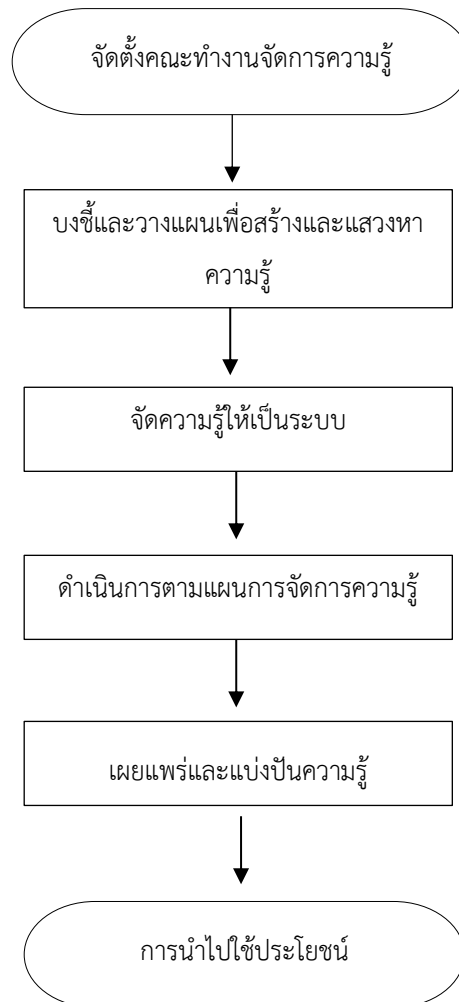 จัดตั้งคณะทำงานจัดการความรู้
บงชี้และวางแผนเพื่อสร้างและแสวงหา
ความรู้
จัดความรู้ให้เป็นระบบ
ดำเนินการตามแผนการจัดการความรู้
เผยแพร่และแบ่งปันความรู้
การนำไปใช้ประโยชน์